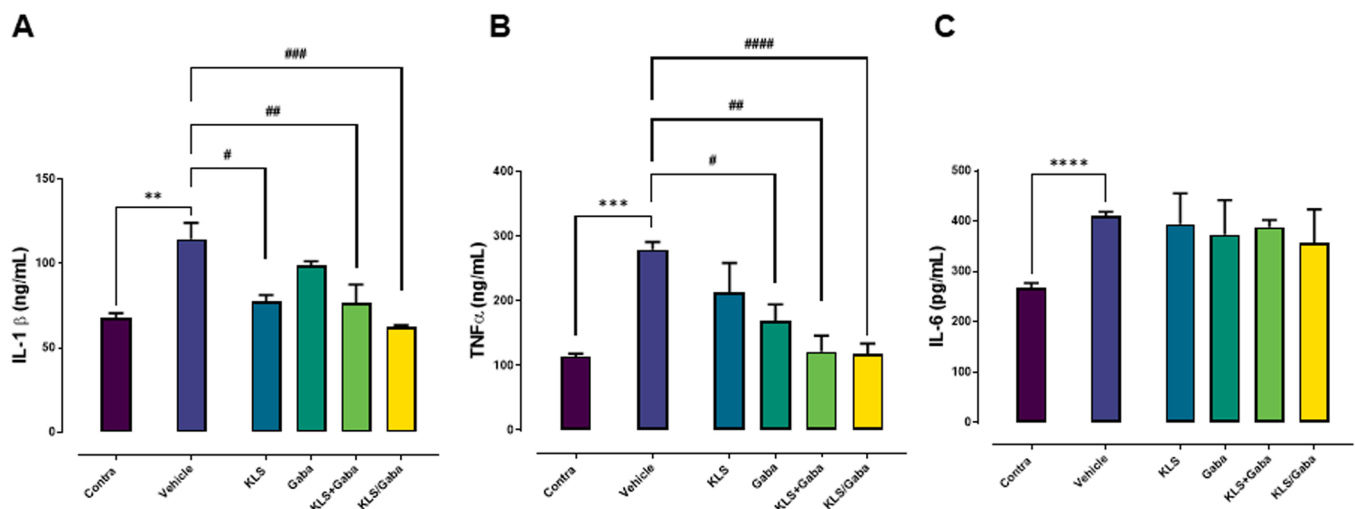 A
###
##
#
**
150
100
50
0
IL-1 β (ng/mL)
Contra
Vehicle
KLS
Gaba
KLS+Gaba
KLS/Gaba
B
####
##
#
***
400
300
200
100
0
TNFα (ng/mL)
Contra
Vehicle
KLS
Gaba
KLS+Gaba
KLS/Gaba
C
****
500
400
300
200
100
0
IL-6 (pg/mL)
Contra
Vehicle
KLS
Gaba
KLS+Gaba
KLS/Gaba